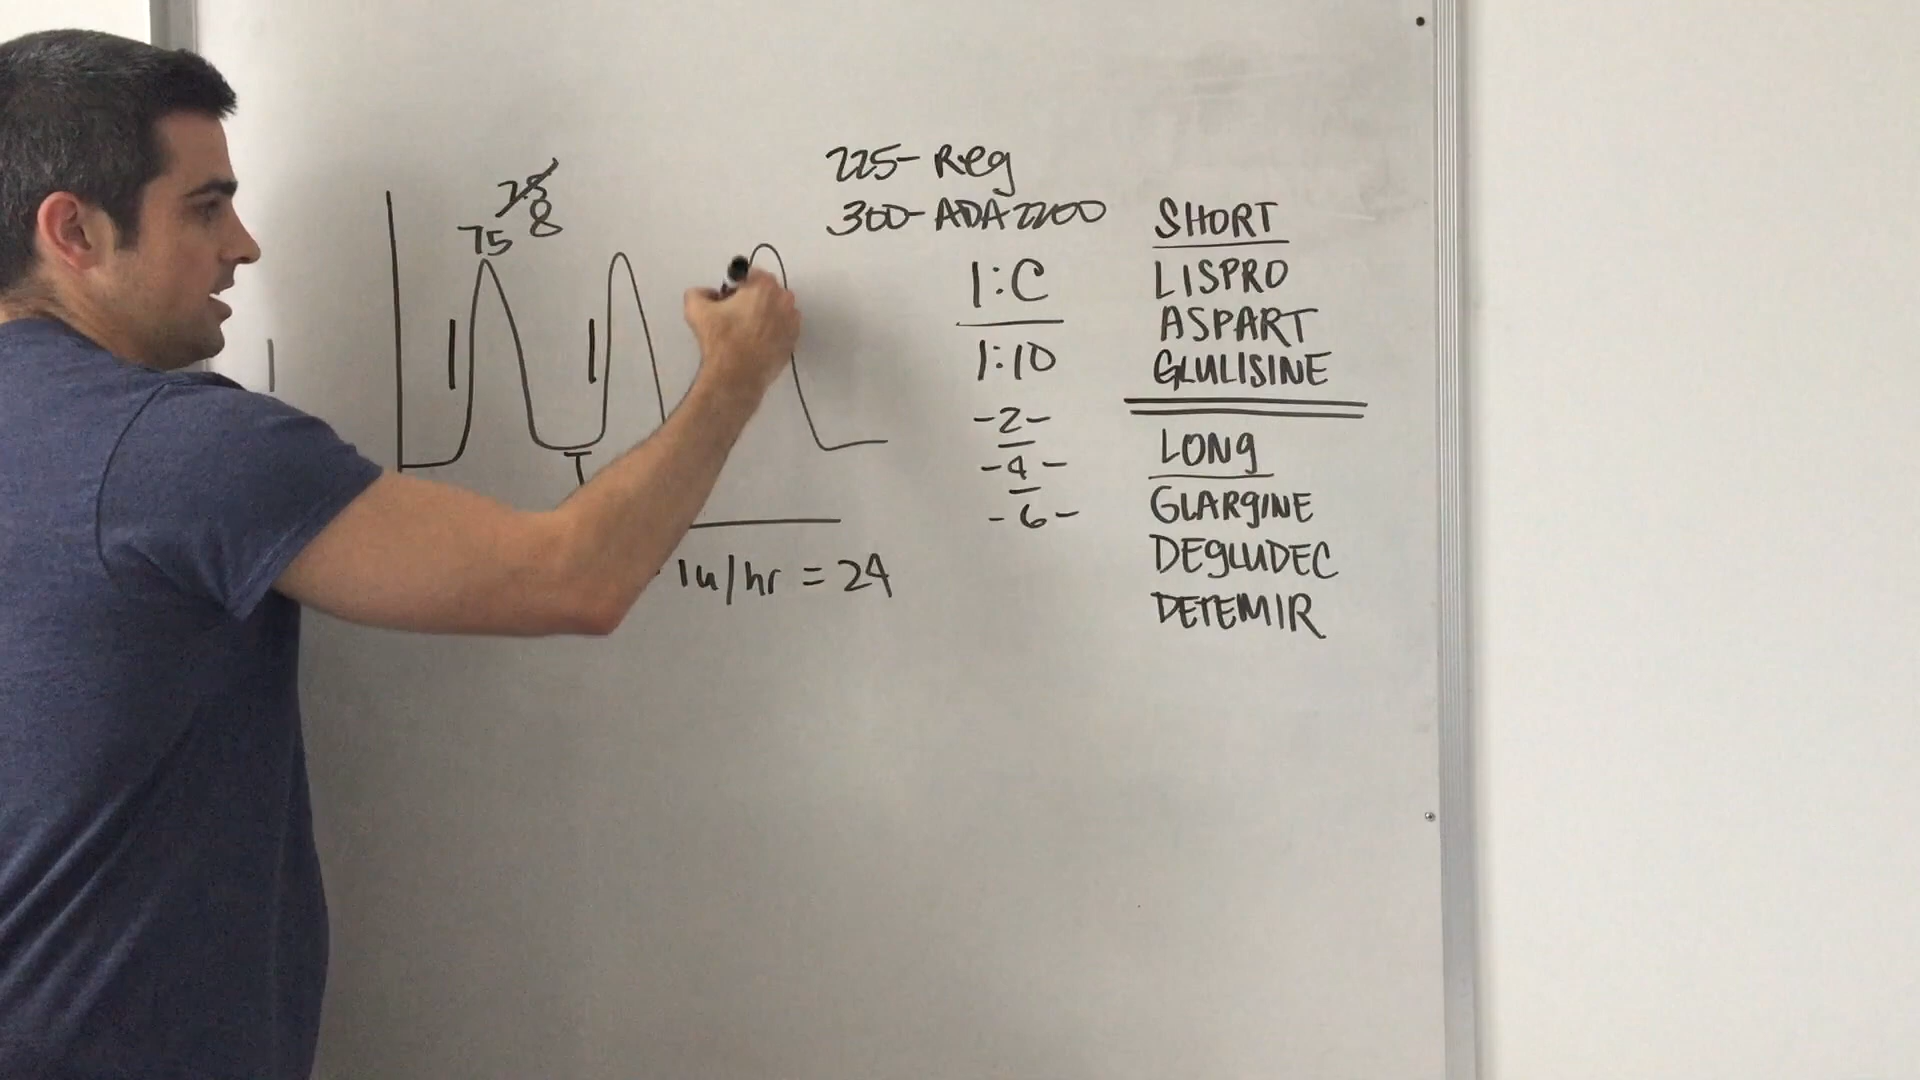 25
8
75
1u/hr = 24
225- Reg
300- ADA 2200
1:C
1:10
-2-
-4-
-6-
SHORT
LISPRO
ASPART
GLULISINE
LONG
GLARGINE
DEGLUDEC
DETEMIR